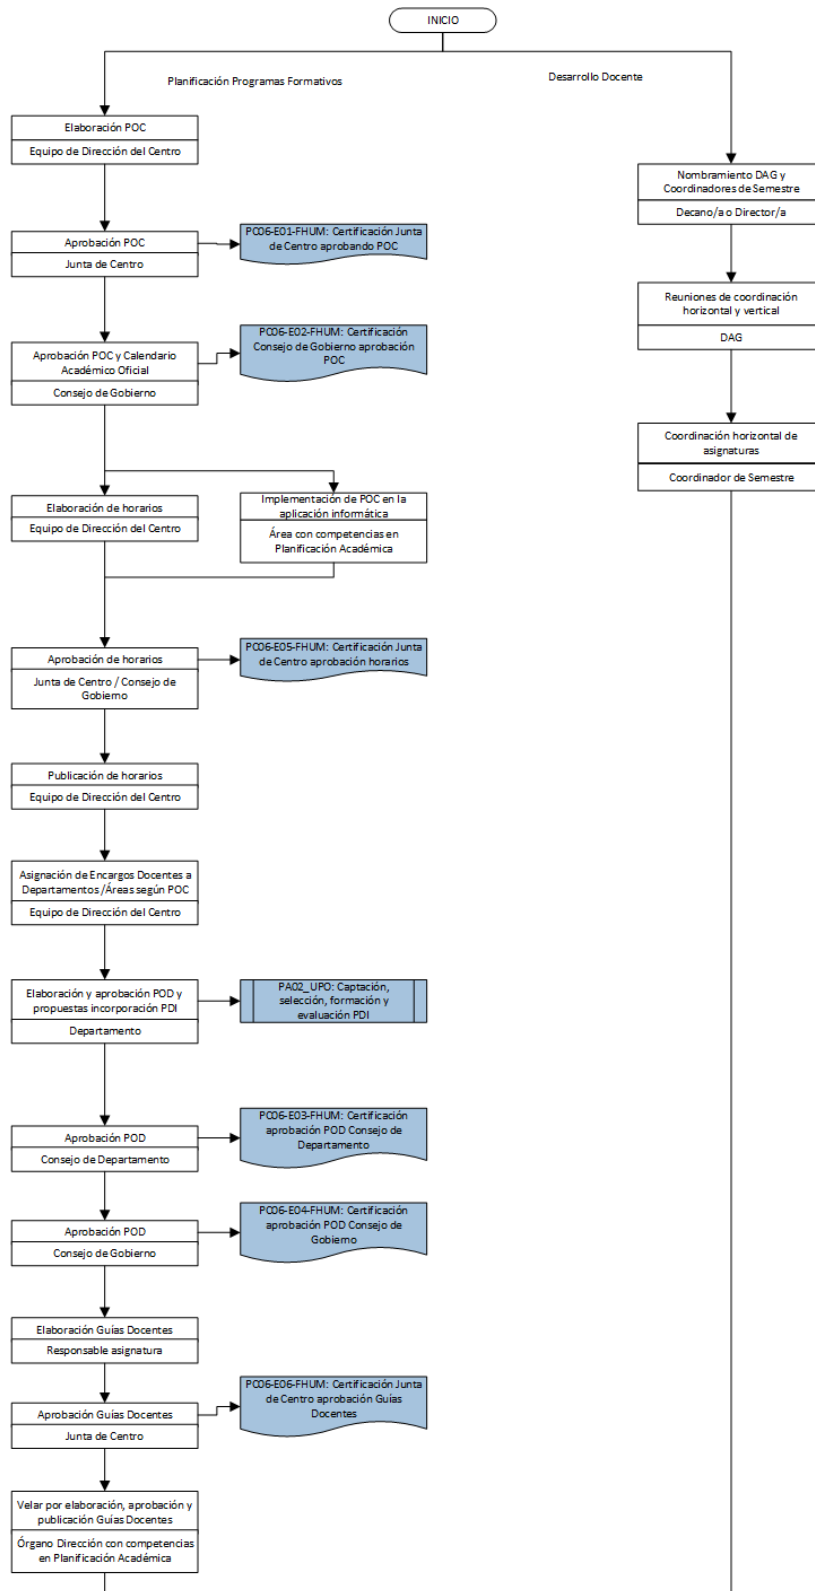 INICIO
Planificación Programas Formativos
Desarrollo Docente
Elaboración POC
Equipo de Dirección del Centro
Nombramiento DAG y
Coordinadores de Semestre
Decano/a o Director/a
Aprobación POC
Junta de Centro
PC06-E01-FHUM: Certificación Junta
de Centro aprobando POC
Reuniones de coordinación
horizontal y vertical
DAG
Aprobación POC y Calendario
Académico Oficial
Consejo de Gobierno
PC06-E02-FHUM: Certificación
Consejo de Gobierno aprobación
POC
Coordinación horizontal de
asignaturas
Coordinador de Semestre
Elaboración de horarios
Equipo de Dirección del Centro
Implementación de POC en la
aplicación informática
Área con competencias en
Planificación Académica
Aprobación de horarios
Junta de Centro / Consejo de
Gobierno
PC06-E05-FHUM: Certificación Junta
de Centro aprobación horarios
Publicación de horarios
Equipo de Dirección del Centro
Asignación de Encargos Docentes a
Departamentos /Áreas según POC
Equipo de Dirección del Centro
Elaboración y aprobación POD y
propuestas incorporación PDI
Departamento
PA02_UPO: Captación,
selección, formación y
evaluación PDI
Aprobación POD
Consejo de Departamento
PC06-E03-FHUM: Certificación
aprobación POD Consejo de
Departamento
Aprobación POD
Consejo de Gobierno
PC06-E04-FHUM: Certificación
aprobación POD Consejo de
Gobierno
Elaboración Guías Docentes
Responsable asignatura
Aprobación Guías Docentes
Junta de Centro
PC06-E06-FHUM: Certificación Junta
de Centro aprobación Guías
Docentes
Velar por elaboración, aprobación y
publicación Guías Docentes
Órgano Dirección con competencias
en Planificación Académica